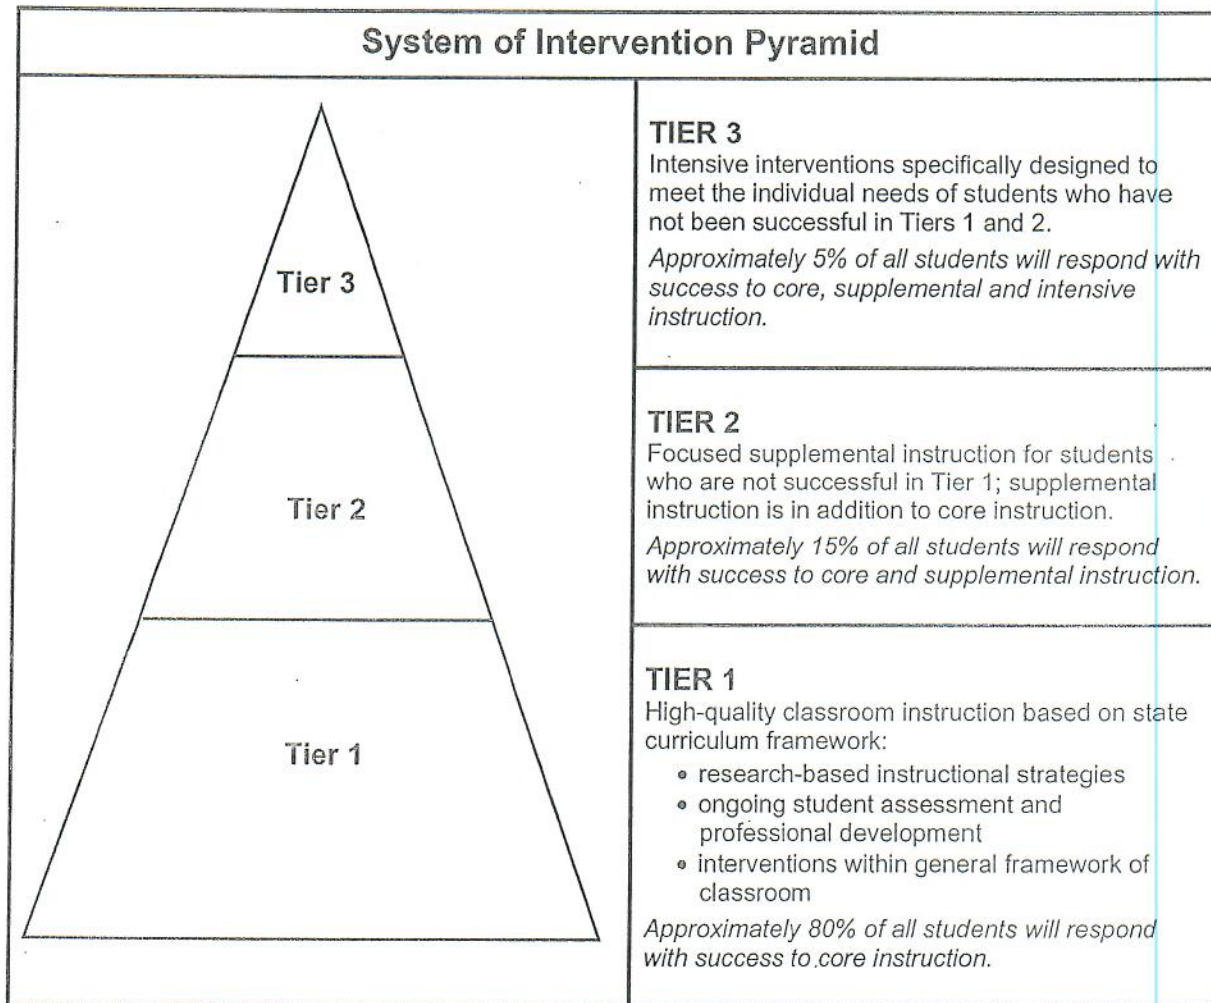 System of Intervention Pyramid
Tier 3
Tier 2
Tier 1
TIER 3
Intensive interventions specifically designed to
meet the individual needs of students who have
not been successful in Tiers 1 and 2.
Approximately 5% of all students will respond with
success to core, supplemental and intensive
instruction.
TIER 2
Focused supplemental instruction for students
who are not successful in Tier 1; supplemental
instruction is in addition to core instruction.
Approximately 15% of all students will respond
with success to core and supplemental instruction.
TIER 1
High-quality classroom instruction based on state
curriculum framework:
• research-based instructional strategies
• ongoing student assessment and
professional development
• interventions within general framework of
classroom
Approximately 80% of all students will respond
with success to core instruction.